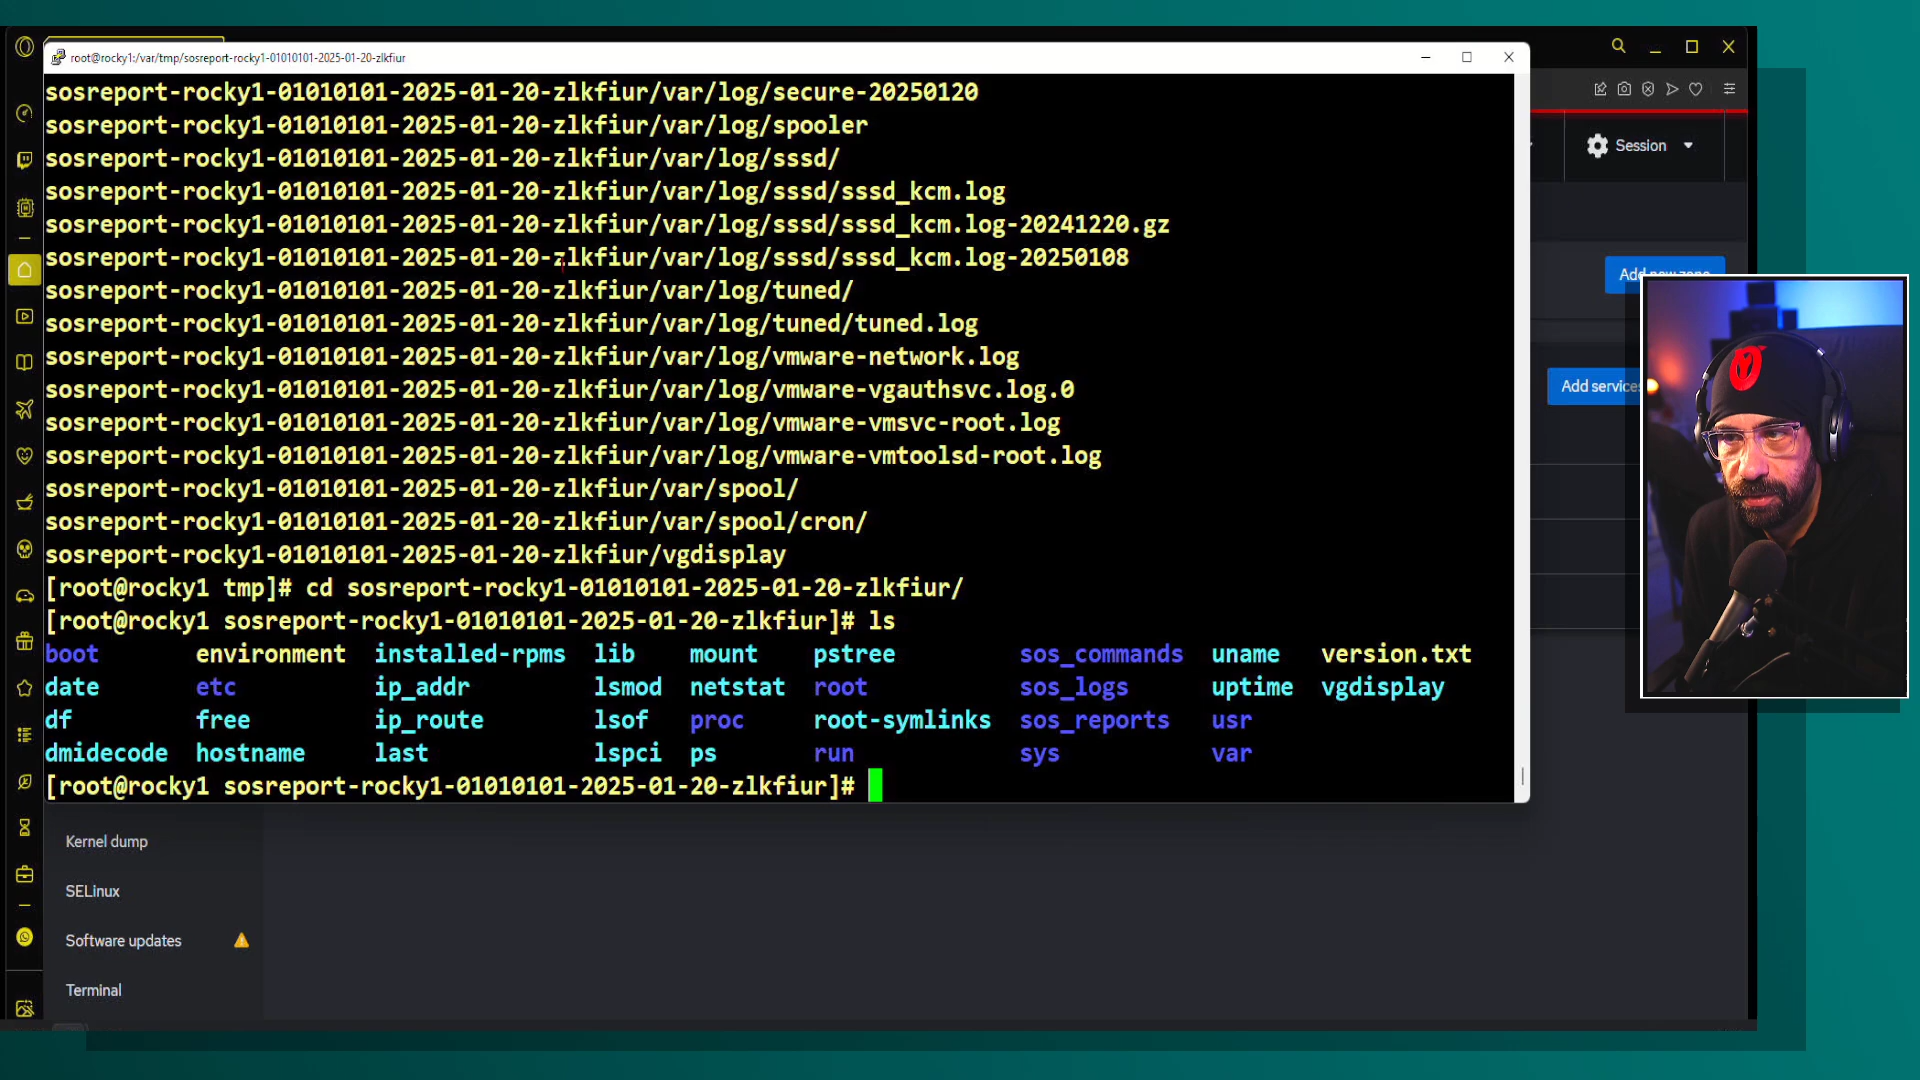 root@rocky1:/var/tmp/sosreport-rocky1-01010101-2025-01-20-zlkfiur
sosreport-rocky1-01010101-2025-01-20-zlkfiur/var/log/secure-20250120
sosreport-rocky1-01010101-2025-01-20-zlkfiur/var/log/spooler
sosreport-rocky1-01010101-2025-01-20-zlkfiur/var/log/sssd/
sosreport-rocky1-01010101-2025-01-20-zlkfiur/var/log/sssd/sssd_kcm.log
sosreport-rocky1-01010101-2025-01-20-zlkfiur/var/log/sssd/sssd_kcm.log-20241220.gz
sosreport-rocky1-01010101-2025-01-20-zlkfiur/var/log/sssd/sssd_kcm.log-20250108
sosreport-rocky1-01010101-2025-01-20-zlkfiur/var/log/tuned/
sosreport-rocky1-01010101-2025-01-20-zlkfiur/var/log/tuned/tuned.log
sosreport-rocky1-01010101-2025-01-20-zlkfiur/var/log/vmware-network.log
sosreport-rocky1-01010101-2025-01-20-zlkfiur/var/log/vmware-vgauthsvc.log.0
sosreport-rocky1-01010101-2025-01-20-zlkfiur/var/log/vmware-vmsvc-root.log
sosreport-rocky1-01010101-2025-01-20-zlkfiur/var/log/vmware-vmtoolsd-root.log
sosreport-rocky1-01010101-2025-01-20-zlkfiur/var/spool/
sosreport-rocky1-01010101-2025-01-20-zlkfiur/var/spool/cron/
sosreport-rocky1-01010101-2025-01-20-zlkfiur/vgdisplay
[root@rocky1 tmp]# cd sosreport-rocky1-01010101-2025-01-20-zlkfiur/
[root@rocky1 sosreport-rocky1-01010101-2025-01-20-zlkfiur]# ls
boot environment installed-rpms lib mount pstree sos_commands uname version.txt
date etc ip_addr lsmod netstat root sos_logs uptime vgdisplay
df free ip_route lsof proc root-symlinks sos_reports usr
dmidecode hostname last lspci ps run sys var
[root@rocky1 sosreport-rocky1-01010101-2025-01-20-zlkfiur]#
Session
Add new
Add services
Kernel dump
SELinux
Software updates
Terminal